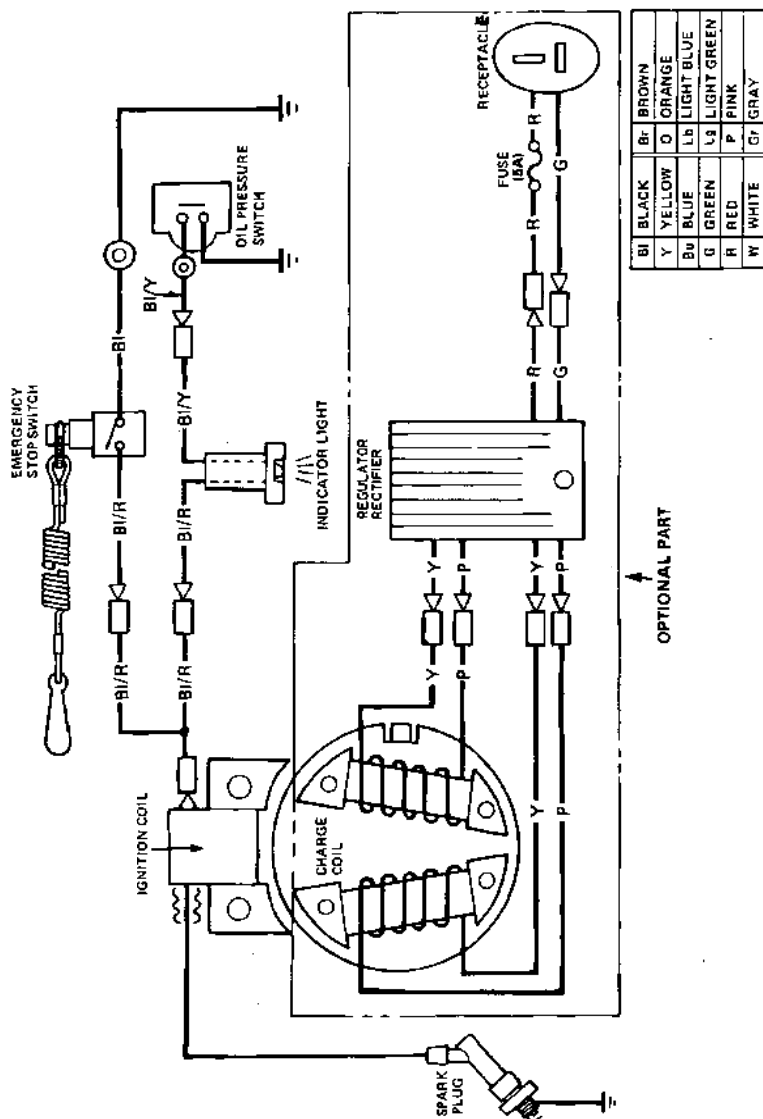 EMERGENCY
STOP SWITCH
Bl/R
Bl/R
Bl
Bl/R
Bl/R
Bl/Y
Bl/Y
OIL PRESSURE
SWITCH
INDICATOR LIGHT
IGNITION COIL
CHARGE
COIL
SPARK
PLUG
REGULATOR
RECTIFIER
Y
Y
P
P
Y
Y
P
P
R
R
R
G
G
FUSE
(5A)
RECEPTACLE
OPTIONAL PART
Bl BLACK Br BROWN
Y YELLOW O ORANGE
Bu BLUE Lb LIGHT BLUE
G GREEN Lg LIGHT GREEN
R RED P PINK
W WHITE Gr GRAY